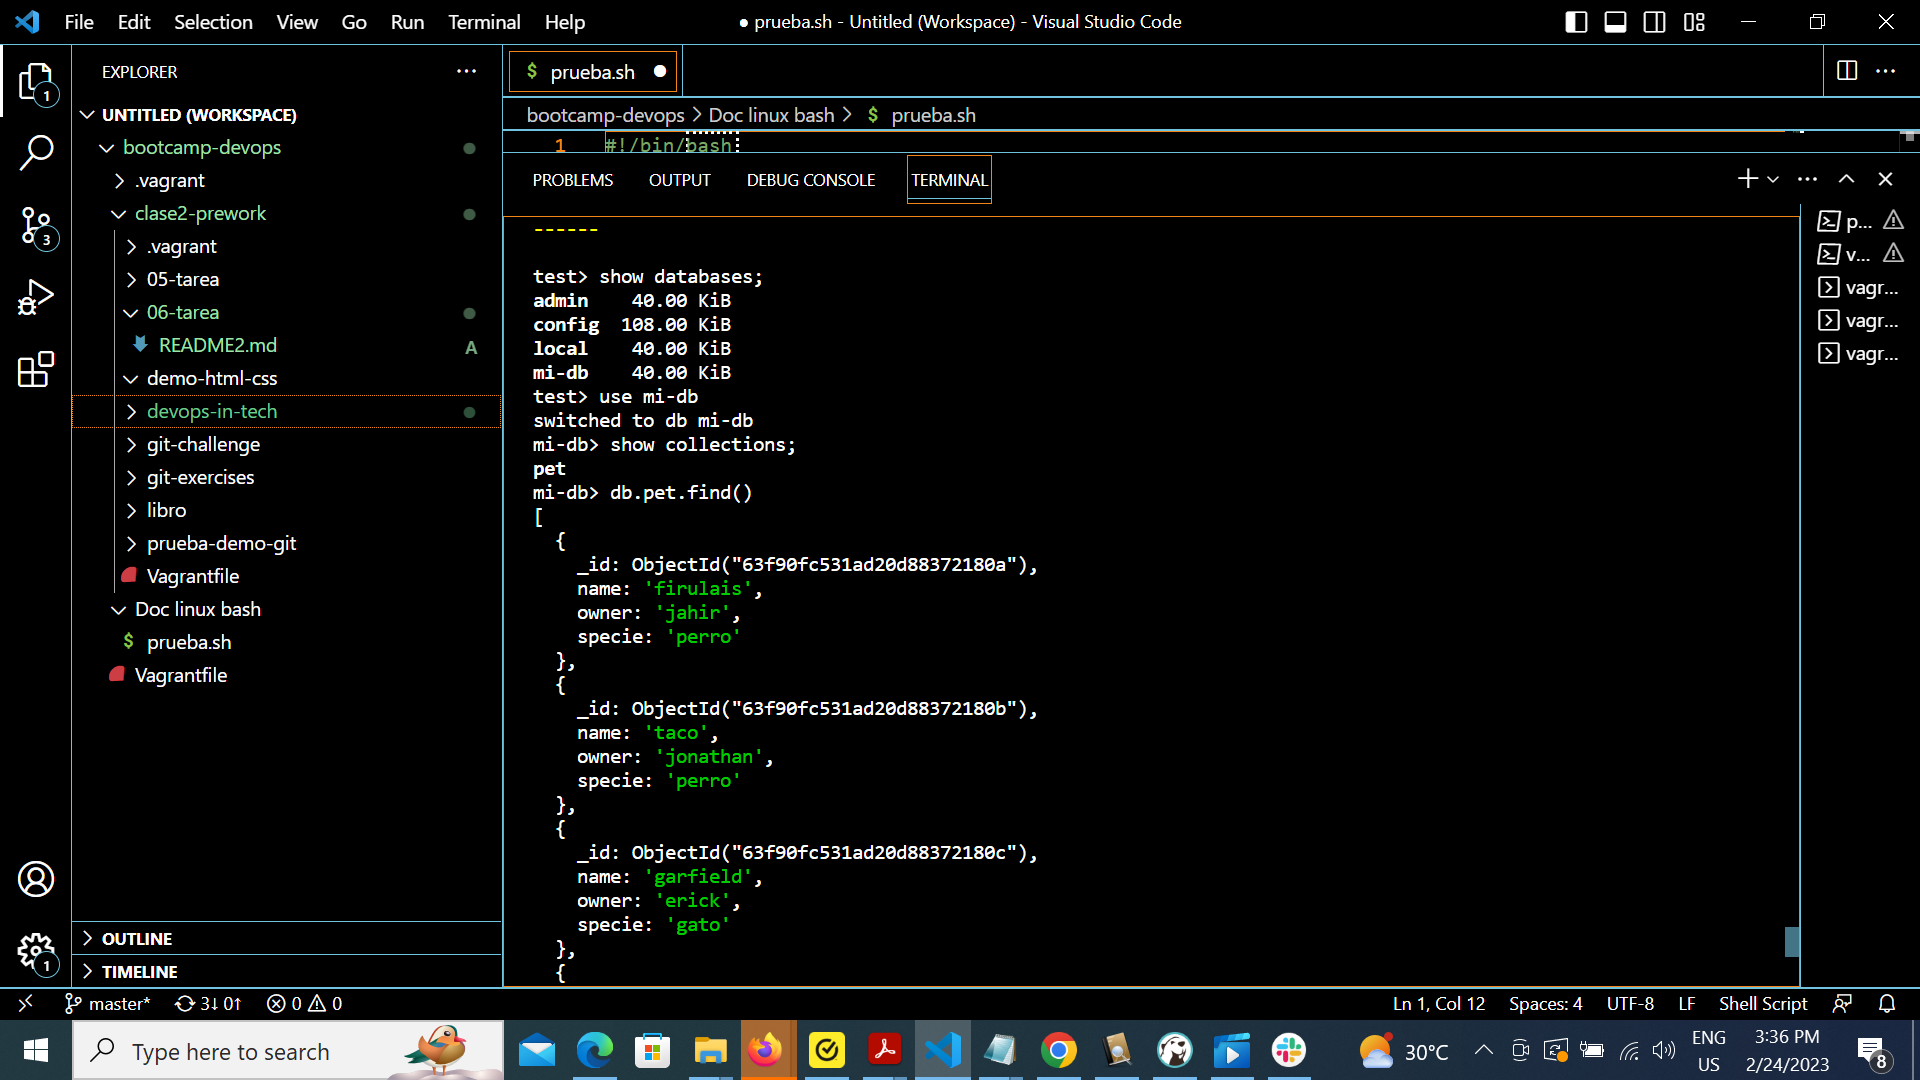 File Edit Selection View Go Run Terminal Help
● prueba.sh - Untitled (Workspace) - Visual Studio Code
EXPLORER
1
3
UNTITLED (WORKSPACE)
bootcamp-devops
.vagrant
clase2-prework
.vagrant
05-tarea
06-tarea
README2.md A
demo-html-css
devops-in-tech
git-challenge
git-exercises
libro
prueba-demo-git
Vagrantfile
Doc linux bash
$ prueba.sh
Vagrantfile
OUTLINE
TIMELINE
1
$ prueba.sh ●
bootcamp-devops > Doc linux bash > $ prueba.sh
1 #!/bin/bash
PROBLEMS OUTPUT DEBUG CONSOLE TERMINAL
------
test> show databases;
admin 40.00 KiB
config 108.00 KiB
local 40.00 KiB
mi-db 40.00 KiB
test> use mi-db
switched to db mi-db
mi-db> show collections;
pet
mi-db> db.pet.find()
[
{
_id: ObjectId("63f90fc531ad20d88372180a"),
name: 'firulais',
owner: 'jahir',
specie: 'perro'
},
{
_id: ObjectId("63f90fc531ad20d88372180b"),
name: 'taco',
owner: 'jonathan',
specie: 'perro'
},
{
_id: ObjectId("63f90fc531ad20d88372180c"),
name: 'garfield',
owner: 'erick',
specie: 'gato'
},
{
p...
v...
vagr...
vagr...
vagr...
master* 3↓ 0↑ 0 0
Ln 1, Col 12 Spaces: 4 UTF-8 LF Shell Script
Type here to search
30°C
ENG
US
3:36 PM
2/24/2023
8